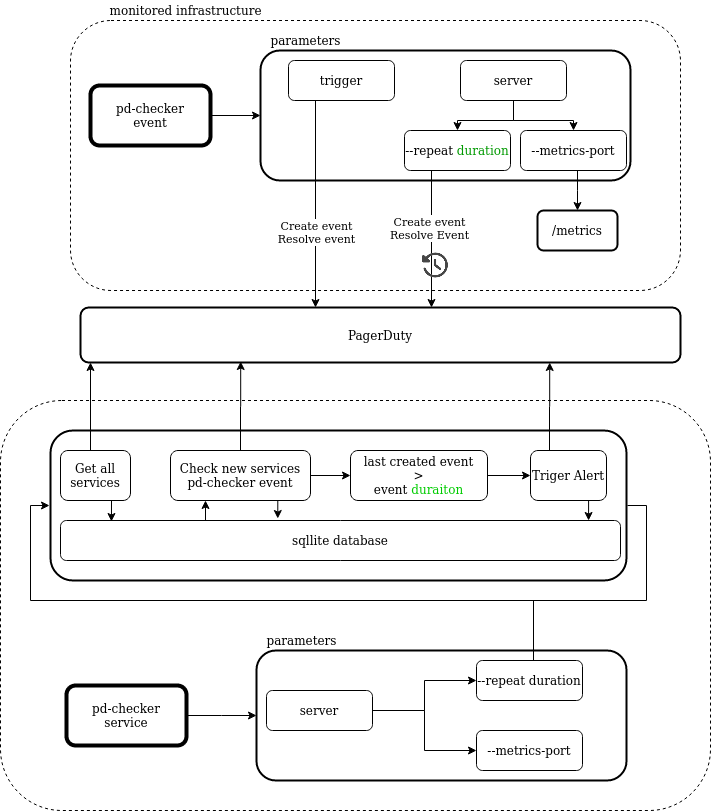 monitored infrastructure
parameters
trigger
server
pd-checker
event
--repeat duration
--metrics-port
Create event
Resolve event
Create event
Resolve Event
/metrics
PagerDuty
Get all
services
Check new services
pd-checker event
last created event
>
event duraiton
Triger Alert
sqllite database
parameters
pd-checker
service
server
--repeat duration
--metrics-port